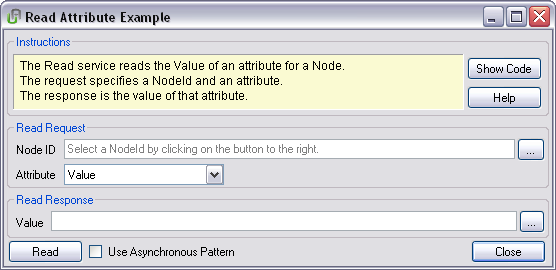 Read Attribute Example
Instructions
The Read service reads the Value of an attribute for a Node.
The request specifies a NodeId and an attribute.
The response is the value of that attribute.
Show Code
Help
Read Request
Node ID Select a NodeId by clicking on the button to the right. ...
Attribute Value
Read Response
Value ...
Read Use Asynchronous Pattern Close